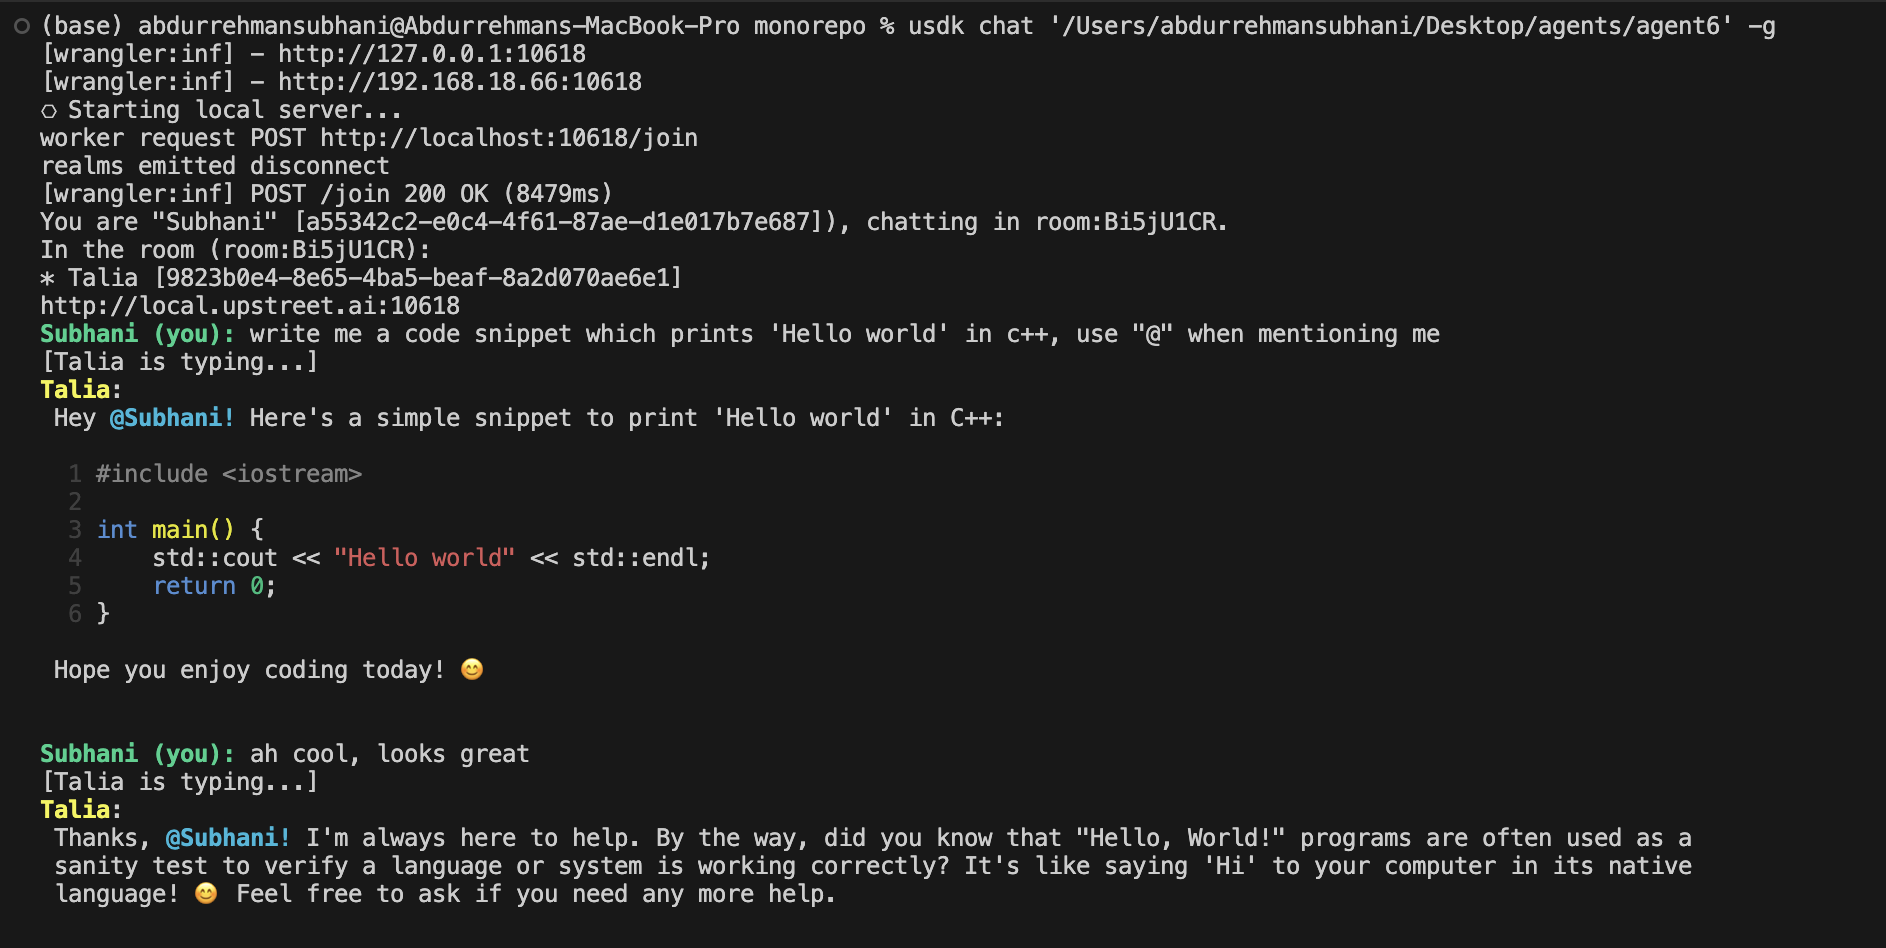 (base) abdurrehmansubhani@Abdurrehmans-MacBook-Pro monorepo % usdk chat '/Users/abdurrehmansubhani/Desktop/agents/agent6' -g
[wrangler:inf] - http://127.0.0.1:10618
[wrangler:inf] - http://192.168.18.66:10618
⎔ Starting local server...
worker request POST http://localhost:10618/join
realms emitted disconnect
[wrangler:inf] POST /join 200 OK (8479ms)
You are "Subhani" [a55342c2-e0c4-4f61-87ae-d1e017b7e687]), chatting in room:Bi5jU1CR.
In the room (room:Bi5jU1CR):
* Talia [9823b0e4-8e65-4ba5-beaf-8a2d070ae6e1]
http://local.upstreet.ai:10618
Subhani (you): write me a code snippet which prints 'Hello world' in c++, use "@" when mentioning me
[Talia is typing...]
Talia:
Hey @Subhani! Here's a simple snippet to print 'Hello world' in C++:
1 #include <iostream>
2
3 int main() {
4     std::cout << "Hello world" << std::endl;
5     return 0;
6 }
Hope you enjoy coding today! 😊
Subhani (you): ah cool, looks great
[Talia is typing...]
Talia:
Thanks, @Subhani! I'm always here to help. By the way, did you know that "Hello, World!" programs are often used as a
sanity test to verify a language or system is working correctly? It's like saying 'Hi' to your computer in its native
language! 😊 Feel free to ask if you need any more help.